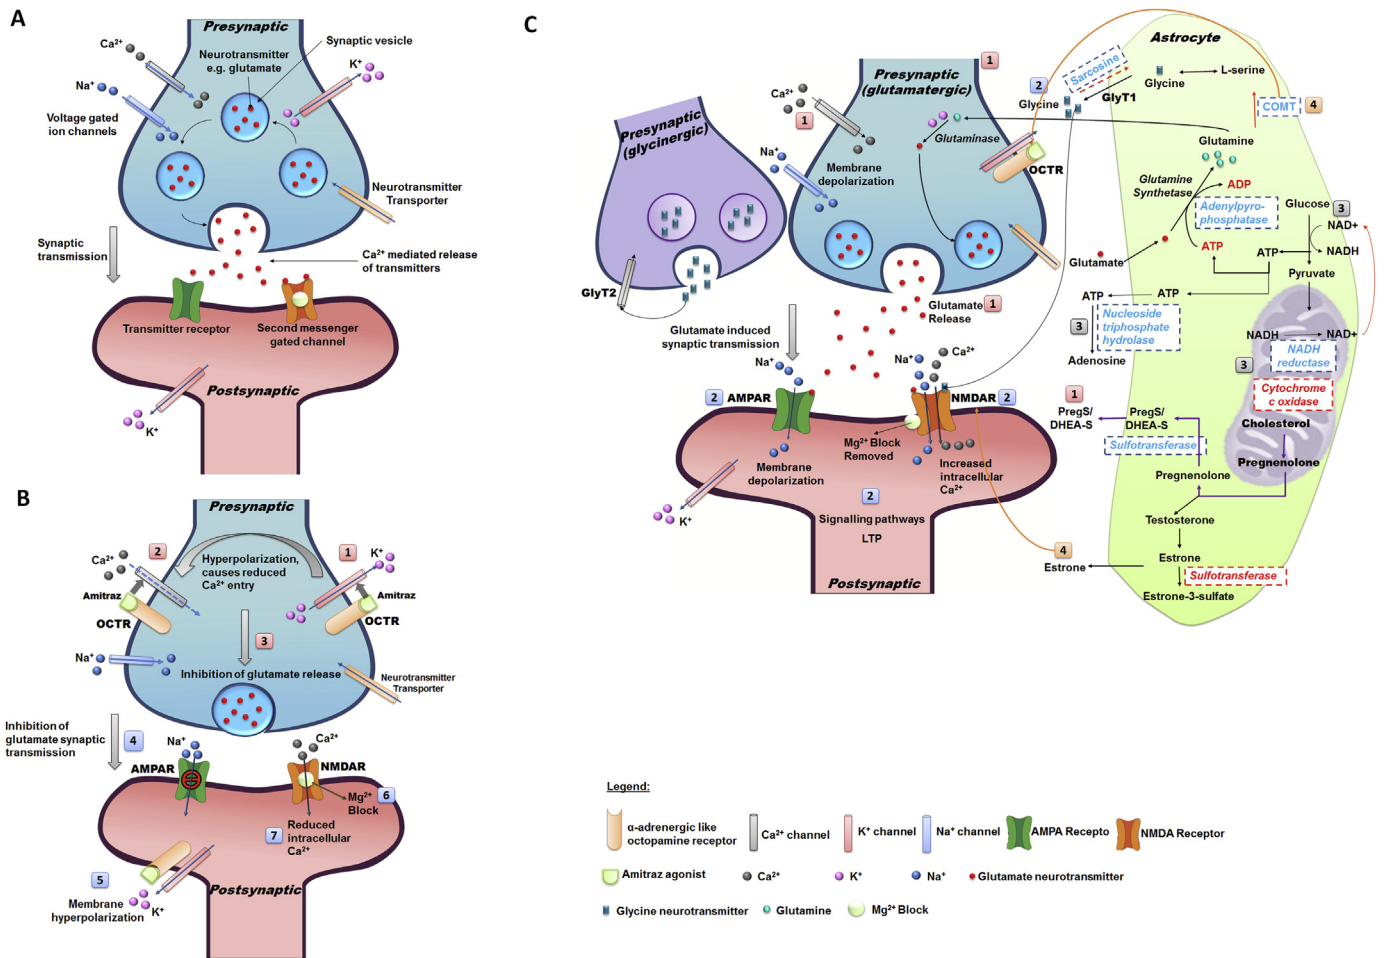 A
Presynaptic
Ca²⁺
Na⁺
Voltage gated
ion channels
Neurotransmitter
e.g. glutamate
Synaptic vesicle
K⁺
Neurotransmitter
Transporter
Synaptic
transmission
Ca²⁺ mediated release
of transmitters
Transmitter receptor
Second messenger
gated channel
Postsynaptic
K⁺
B
Presynaptic
Ca²⁺
2
Hyperpolarization,
causes reduced
Ca²⁺ entry
1
K⁺
Amitraz
Amitraz
OCTR
OCTR
3
Na⁺
Inhibition of glutamate release
Neurotransmitter
Transporter
Inhibition of
glutamate synaptic
transmission
4
Na⁺
Ca²⁺
AMPAR
NMDAR
Mg²⁺
Block
6
7
Reduced
intracellular
Ca²⁺
5
Membrane
hyperpolarization
K⁺
Postsynaptic
C
Presynaptic
(glutamatergic)
1
Ca²⁺
1
Na⁺
Membrane
depolarization
Glutaminase
OCTR
Presynaptic
(glycinergic)
GlyT2
2
Glycine
Sarcosine
GlyT1
Astrocyte
Glycine
L-serine
COMT
4
Glutamine
Glutamine
Synthetase
ADP
Adenylpyro-
phosphatase
ATP
Glutamate
Glucose
3
NAD+
NADH
ATP
Pyruvate
ATP
ATP
Nucleoside
triphosphate
hydrolase
3
Adenosine
NADH
NAD+
NADH
reductase
3
Cytochrome
c oxidase
Cholesterol
Pregnenolone
1
PregS/
DHEA-S
PregS/
DHEA-S
Sulfotransferase
Pregnenolone
Testosterone
Estrone
Sulfotransferase
Estrone-3-sulfate
4
Estrone
Glutamate
Release
1
Glutamate induced
synaptic transmission
Na⁺
Na⁺
Ca²⁺
2
AMPAR
NMDAR
2
Mg²⁺ Block
Removed
Membrane
depolarization
Increased
intracellular
Ca²⁺
2
Signalling pathways
LTP
K⁺
Postsynaptic
Legend:
α-adrenergic like
octopamine receptor
Ca²⁺ channel
K⁺ channel
Na⁺ channel
AMPA Recepto
NMDA Receptor
Amitraz agonist
Ca²⁺
K⁺
Na⁺
Glutamate neurotransmitter
Glycine neurotransmitter
Glutamine
Mg²⁺ Block